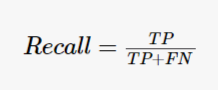 Recall = TP / TP+FN